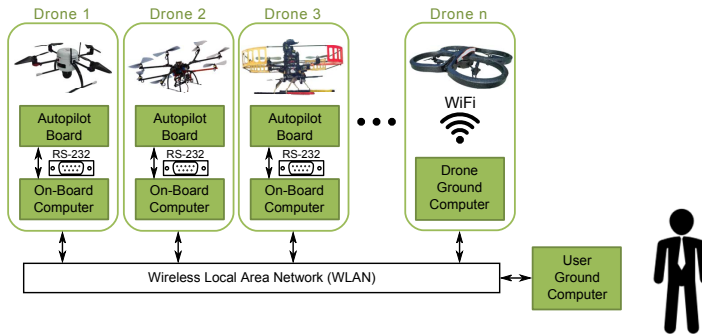 Drone 1
Drone 2
Drone 3
Drone n
WiFi
Autopilot
Board
Autopilot
Board
Autopilot
Board
RS-232
RS-232
RS-232
On-Board
Computer
On-Board
Computer
On-Board
Computer
Drone
Ground
Computer
Wireless Local Area Network (WLAN)
User
Ground
Computer